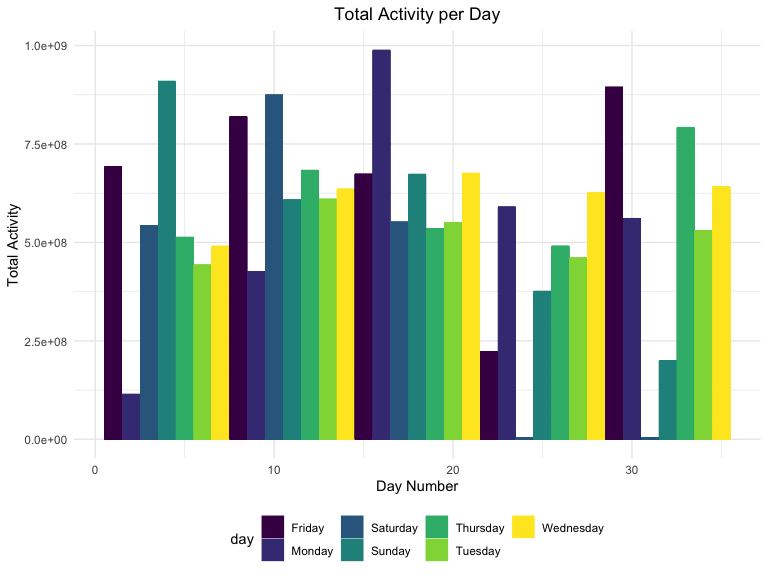 Total Activity per Day
Total Activity
1.0e+09
7.5e+08
5.0e+08
2.5e+08
0.0e+00
0 10 20 30
Day Number
day
Friday Saturday Thursday Wednesday
Monday Sunday Tuesday